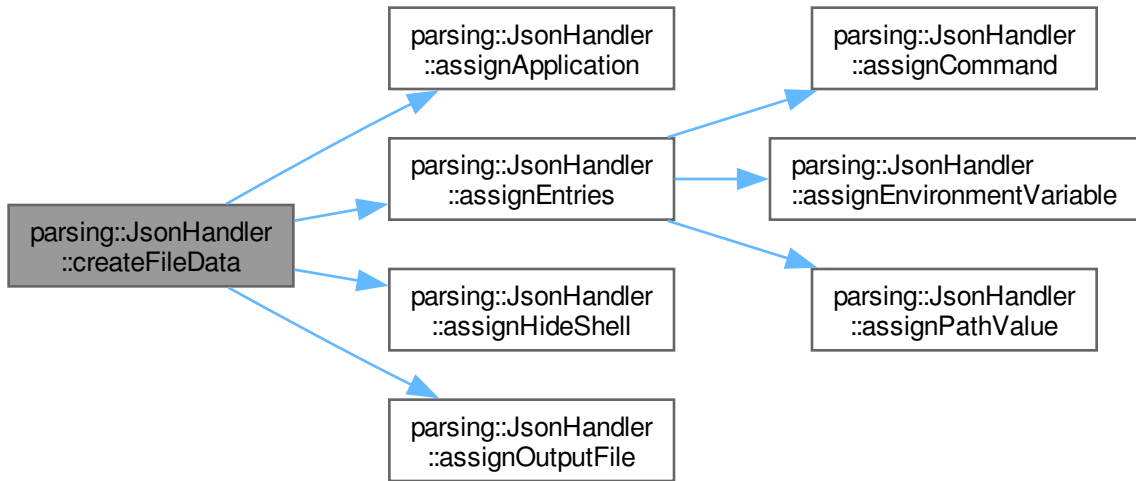 parsing::JsonHandler
::createFileData
parsing::JsonHandler
::assignApplication
parsing::JsonHandler
::assignEntries
parsing::JsonHandler
::assignHideShell
parsing::JsonHandler
::assignOutputFile
parsing::JsonHandler
::assignCommand
parsing::JsonHandler
::assignEnvironmentVariable
parsing::JsonHandler
::assignPathValue